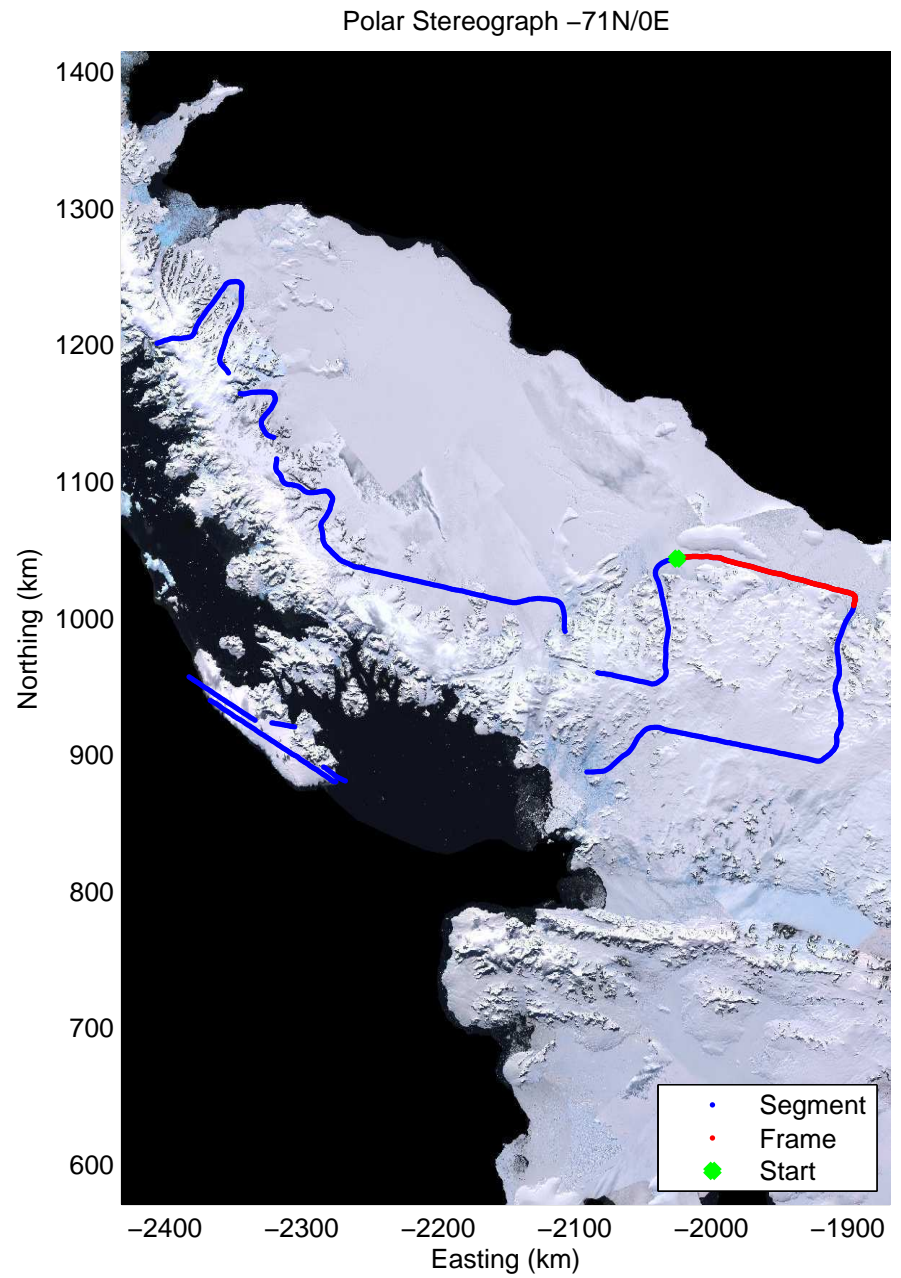 Polar Stereograph −71N/0E
1400
1300
1200
1100
1000
900
800
700
600
Northing (km)
Segment
Frame
Start
−2400 −2300 −2200 −2100 −2000 −1900
Easting (km)